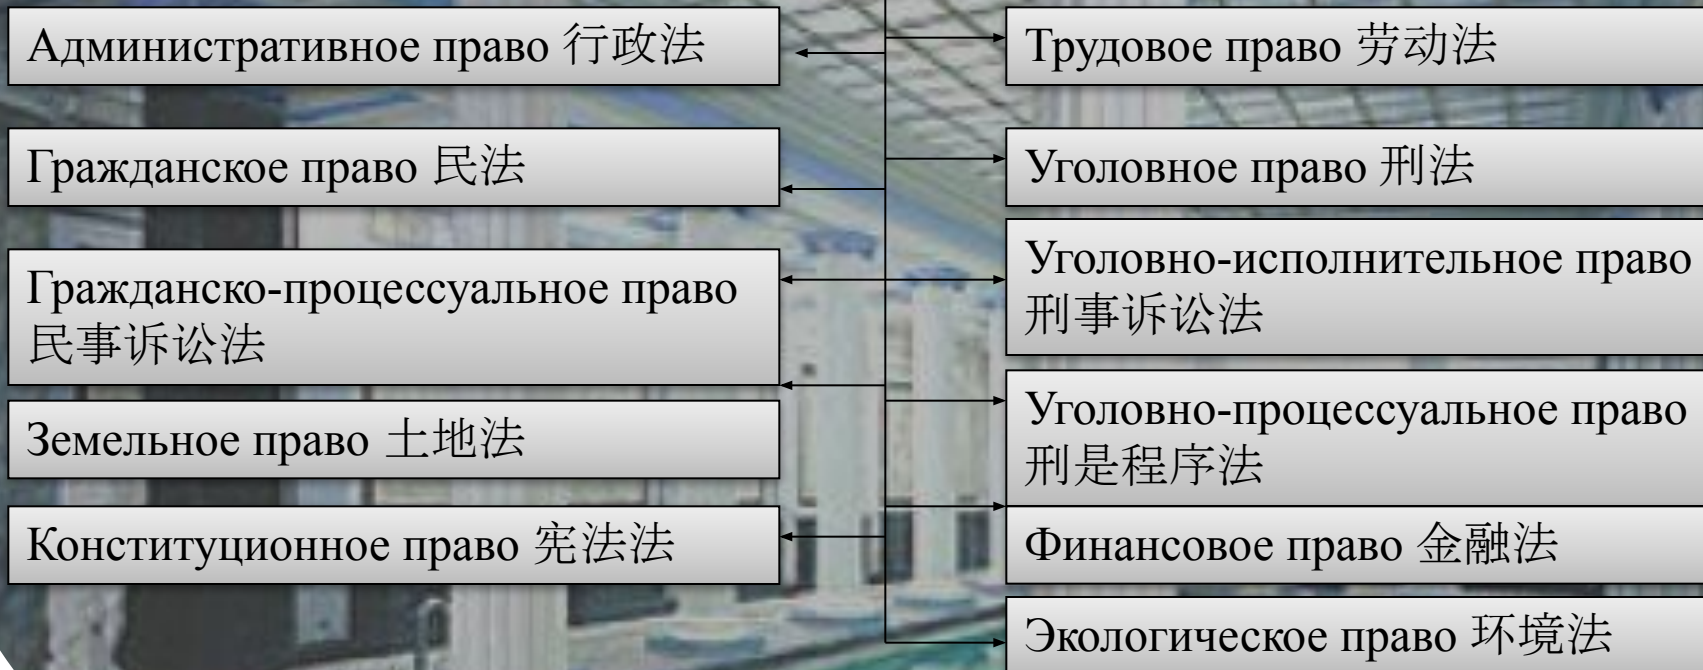 Административное право 行政法
Гражданское право 民法
Гражданско-процессуальное право
民事诉讼法
Земельное право 土地法
Конституционное право 宪法法
Трудовое право 劳动法
Уголовное право 刑法
Уголовно-исполнительное право
刑事诉讼法
Уголовно-процессуальное право
刑是程序法
Финансовое право 金融法
Экологическое право 环境法